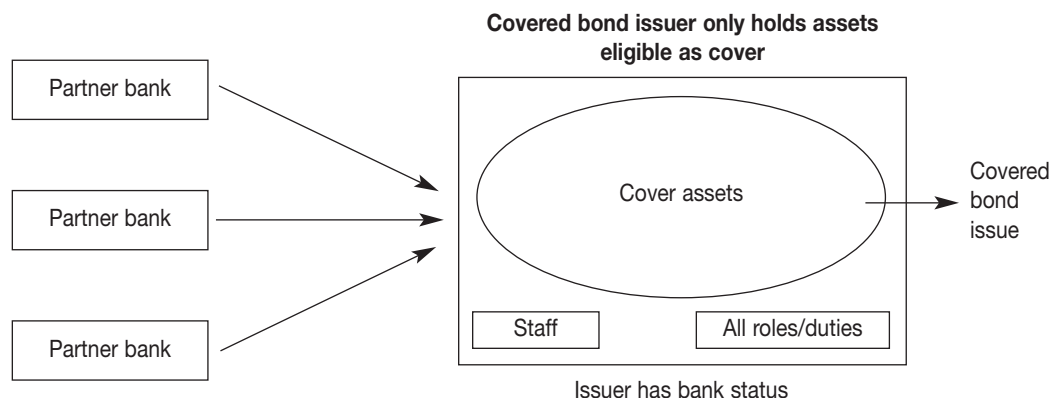 Covered bond issuer only holds assets
eligible as cover
Partner bank
Partner bank
Partner bank
Cover assets
Staff
All roles/duties
Covered
bond
issue
Issuer has bank status